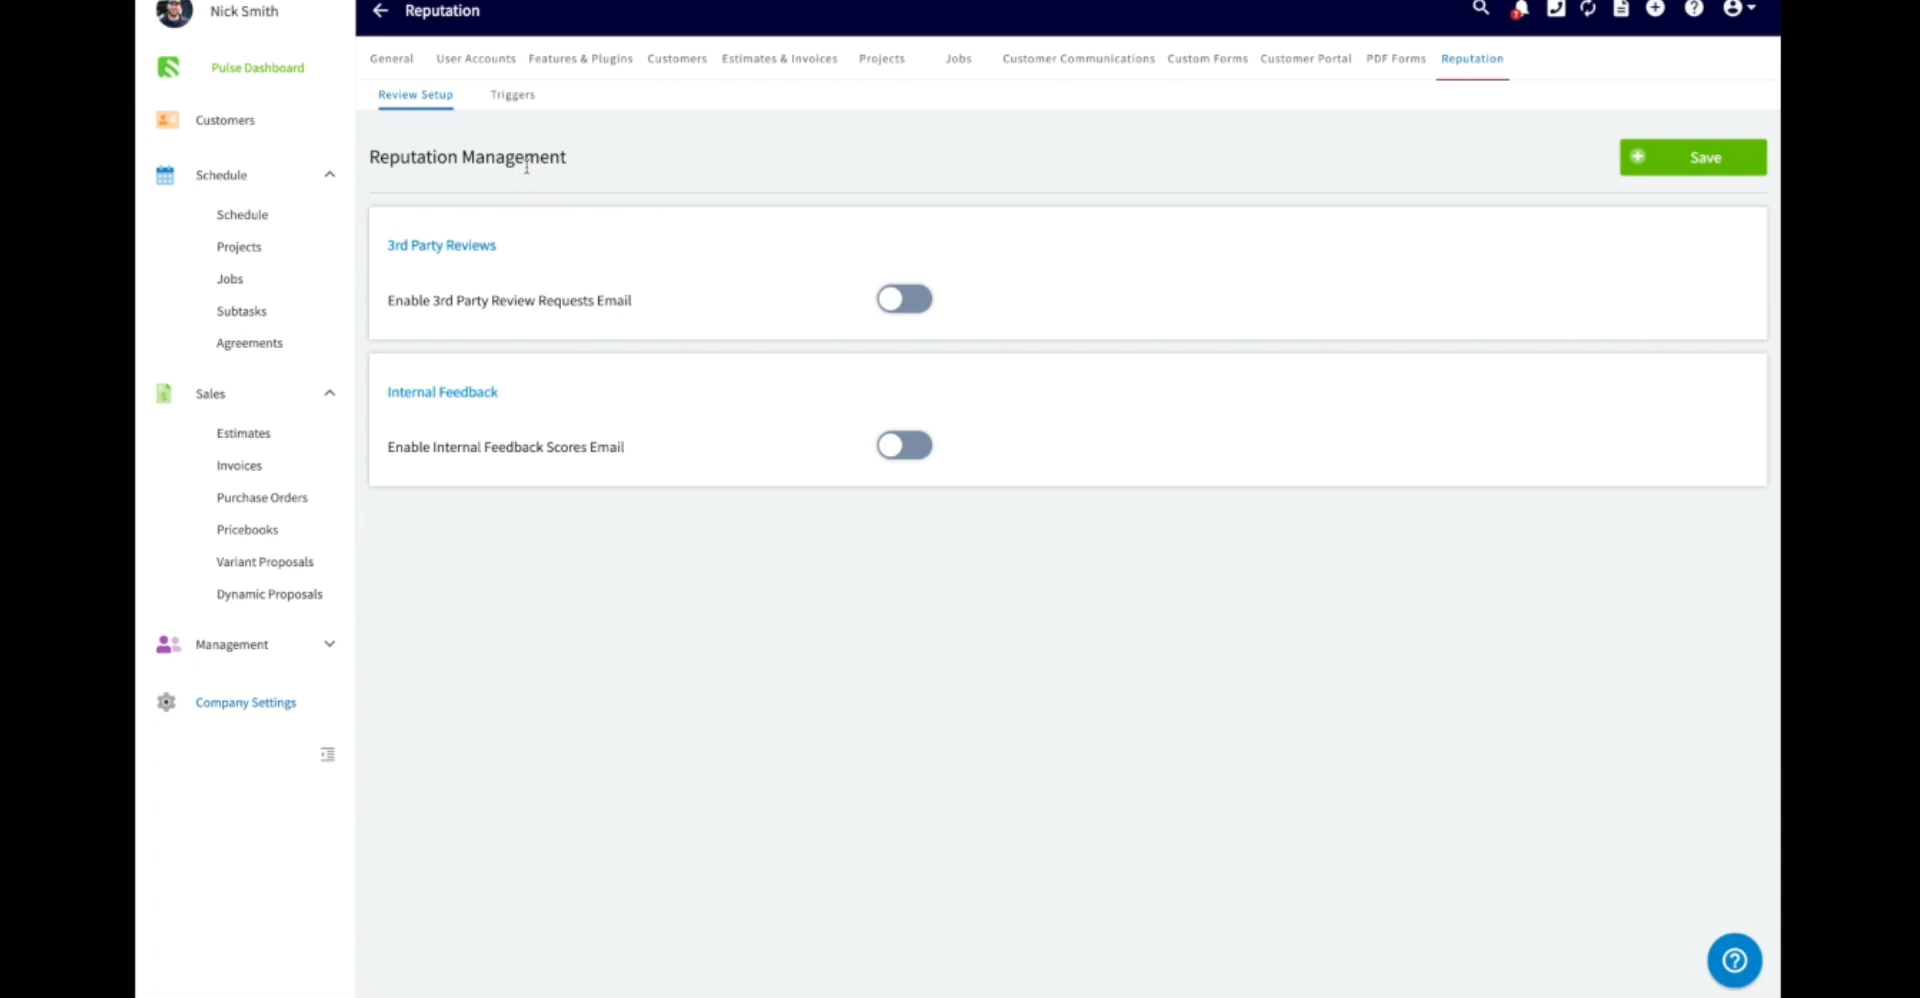 Nick Smith
Reputation
Pulse Dashboard
Customers
Schedule
Schedule
Projects
Jobs
Subtasks
Agreements
Sales
Estimates
Invoices
Purchase Orders
Pricebooks
Variant Proposals
Dynamic Proposals
Management
Company Settings
General User Accounts Features & Plugins Customers Estimates & Invoices Projects Jobs Customer Communications Custom Forms Customer Portal PDF Forms Reputation
Review Setup Triggers
Reputation Management
Save
3rd Party Reviews
Enable 3rd Party Review Requests Email
Internal Feedback
Enable Internal Feedback Scores Email